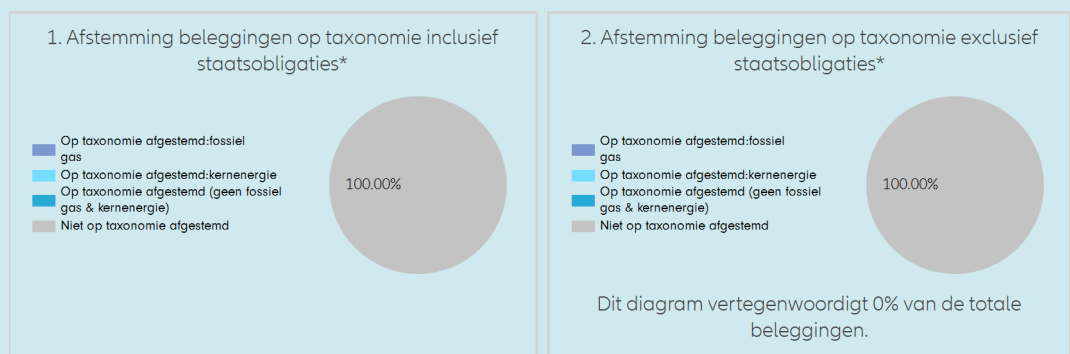 1. Afstemming beleggingen op taxonomie inclusief
staatsobligaties*
Op taxonomie afgestemd:fossiel
gas
Op taxonomie afgestemd:kernenergie
Op taxonomie afgestemd (geen fossiel
gas & kernenergie)
Niet op taxonomie afgestemd
100.00%
2. Afstemming beleggingen op taxonomie exclusief
staatsobligaties*
Op taxonomie afgestemd:fossiel
gas
Op taxonomie afgestemd:kernenergie
Op taxonomie afgestemd (geen fossiel
gas & kernenergie)
Niet op taxonomie afgestemd
100.00%
Dit diagram vertegenwoordigt 0% van de totale
beleggingen.